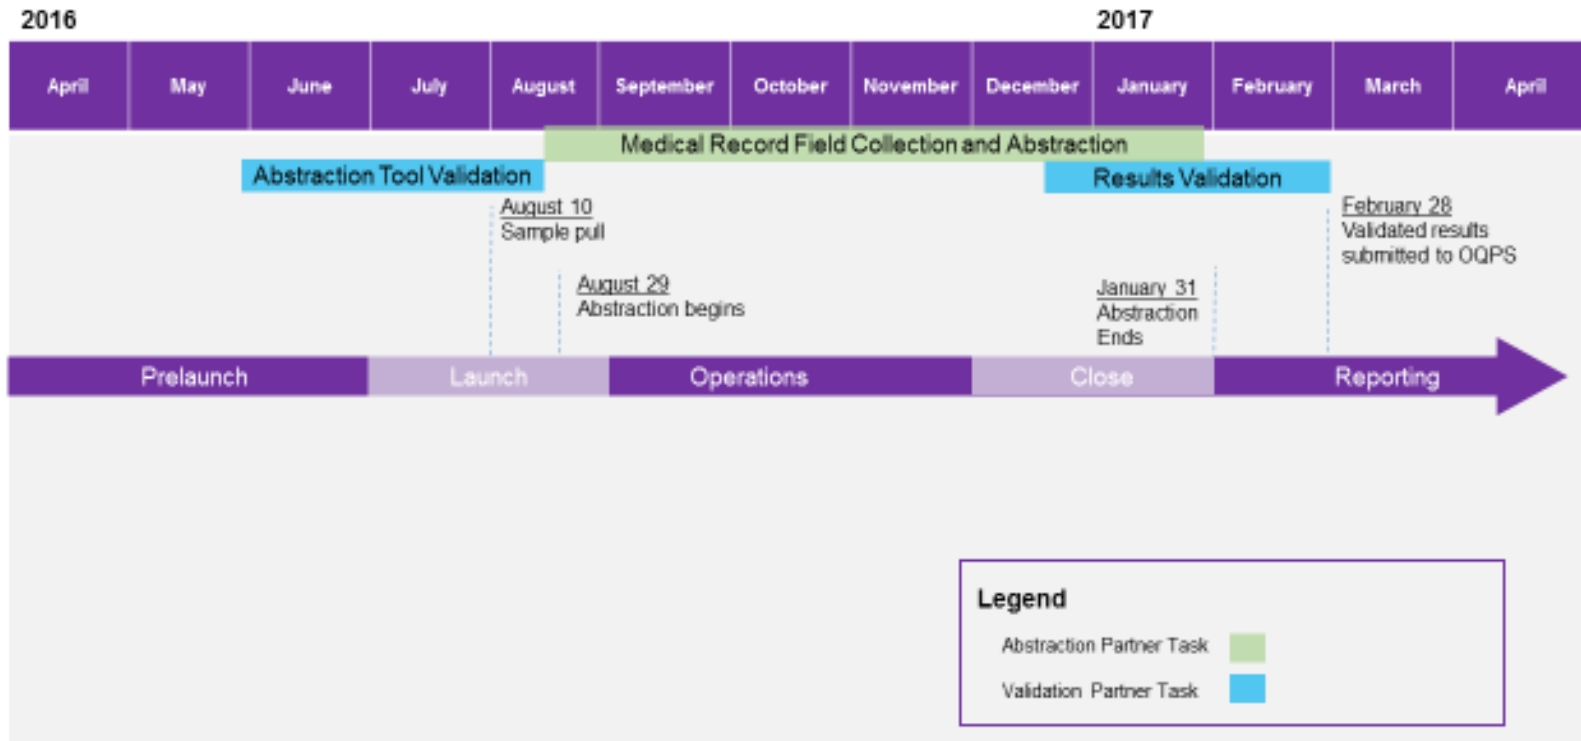 2016 2017
April May June July August September October November December January February March April
Medical Record Field Collection and Abstraction
Abstraction Tool Validation
Results Validation
August 10
Sample pull
February 28
Validated results
submitted to OQPS
August 29
Abstraction begins
January 31
Abstraction
Ends
Prelaunch Launch Operations Close Reporting
Legend
Abstraction Partner Task
Validation Partner Task